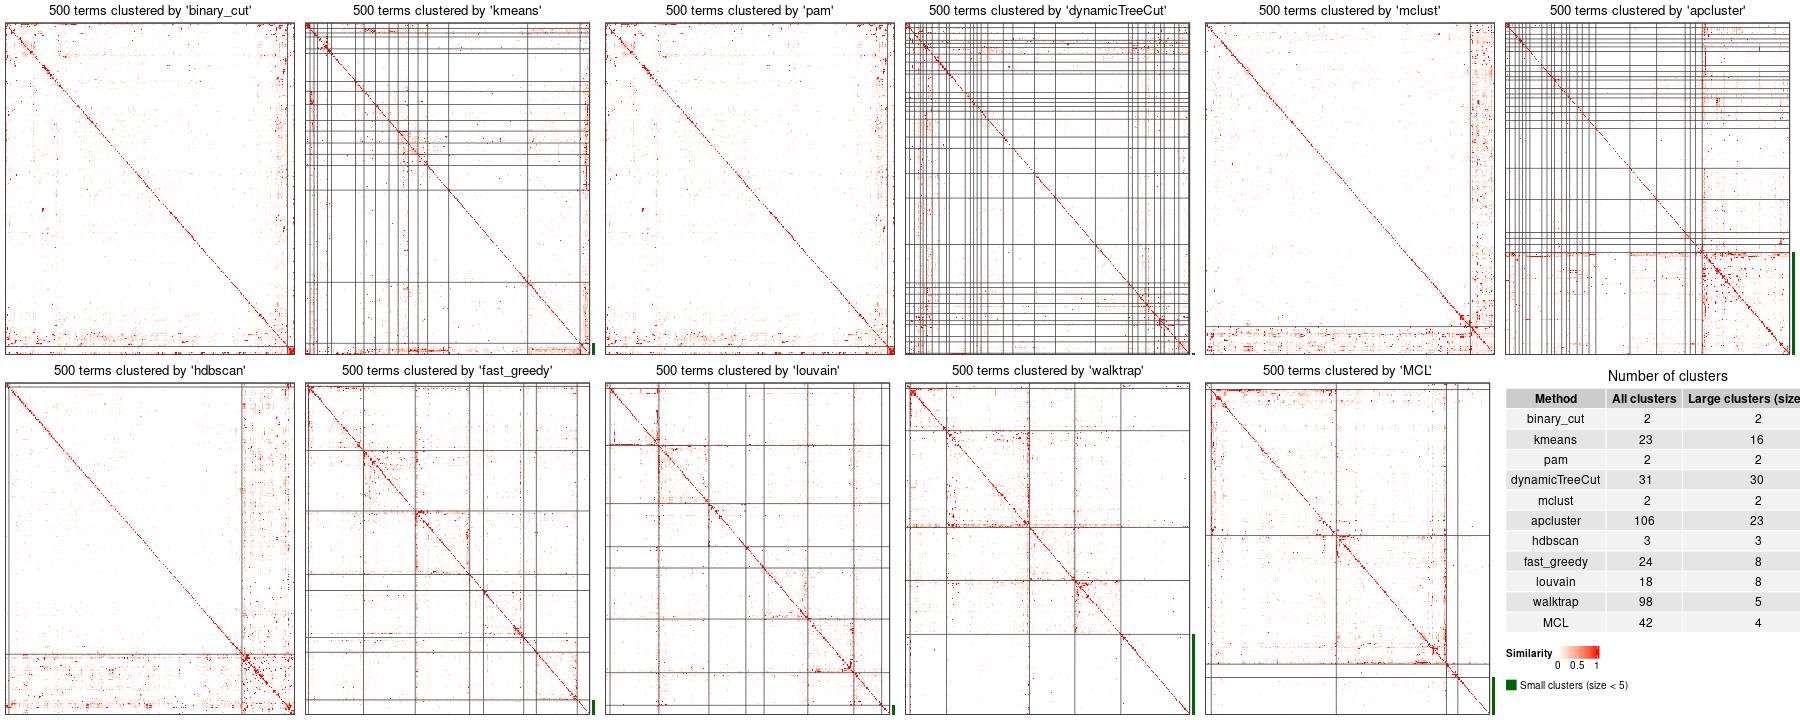 500 terms clustered by 'binary_cut'
500 terms clustered by 'kmeans'
500 terms clustered by 'pam'
500 terms clustered by 'dynamicTreeCut'
500 terms clustered by 'mclust'
500 terms clustered by 'apcluster'
500 terms clustered by 'hdbscan'
500 terms clustered by 'fast_greedy'
500 terms clustered by 'louvain'
500 terms clustered by 'walktrap'
500 terms clustered by 'MCL'
Number of clusters
Method All clusters Large clusters (size
binary_cut 2 2
kmeans 23 16
pam 2 2
dynamicTreeCut 31 30
mclust 2 2
apcluster 106 23
hdbscan 3 3
fast_greedy 24 8
louvain 18 8
walktrap 98 5
MCL 42 4
Similarity
0 0.5 1
Small clusters (size < 5)